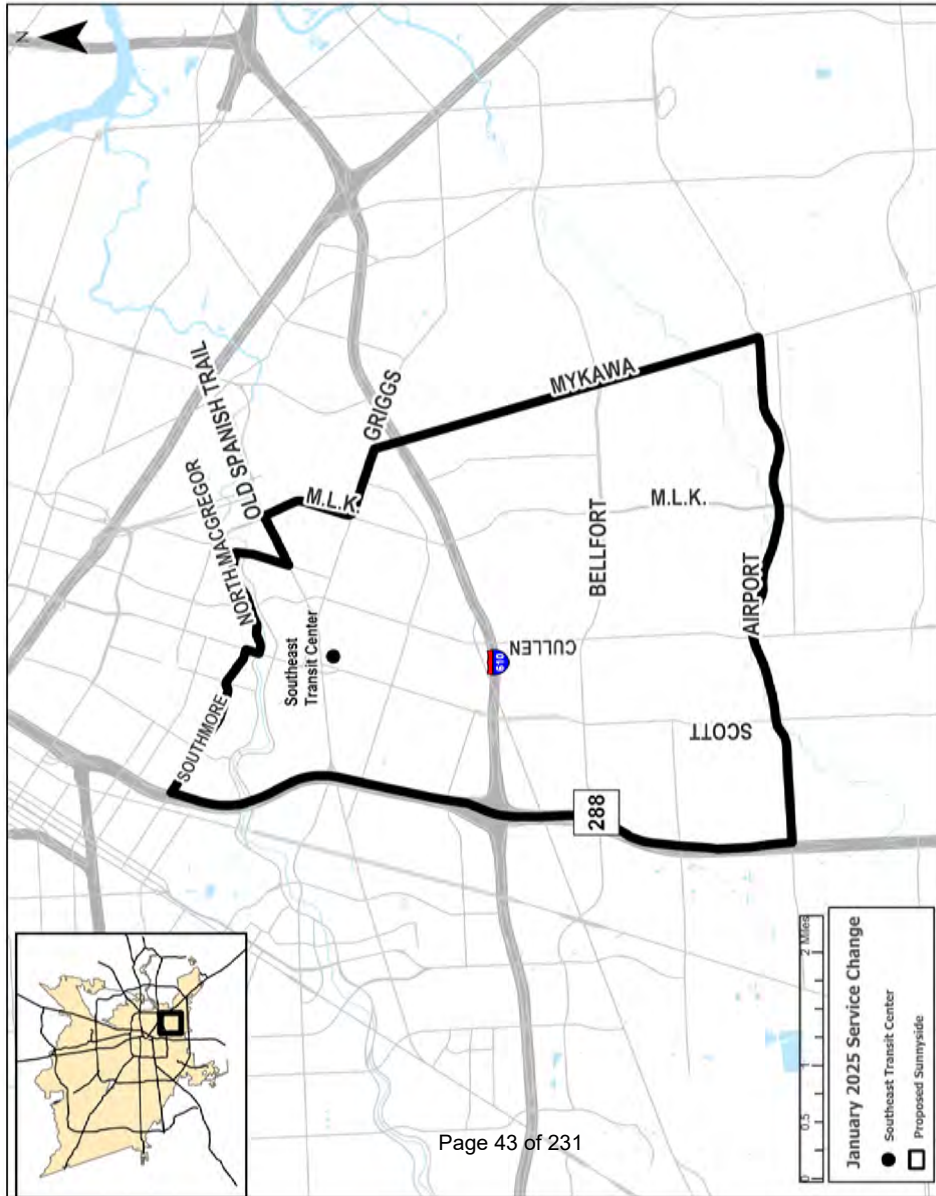 N
OLD SPANISH TRAIL
NORTH MACGREGOR
SOUTHMORE
GRIGGS
M.L.K.
Southeast
Transit Center
MYKAWA
610
CULLEN
BELLFORT
M.L.K.
288
SCOTT
AIRPORT
0 0.5 1 2 Miles
January 2025 Service Change
Southeast Transit Center
Proposed Sunnyside
Page 43 of 231